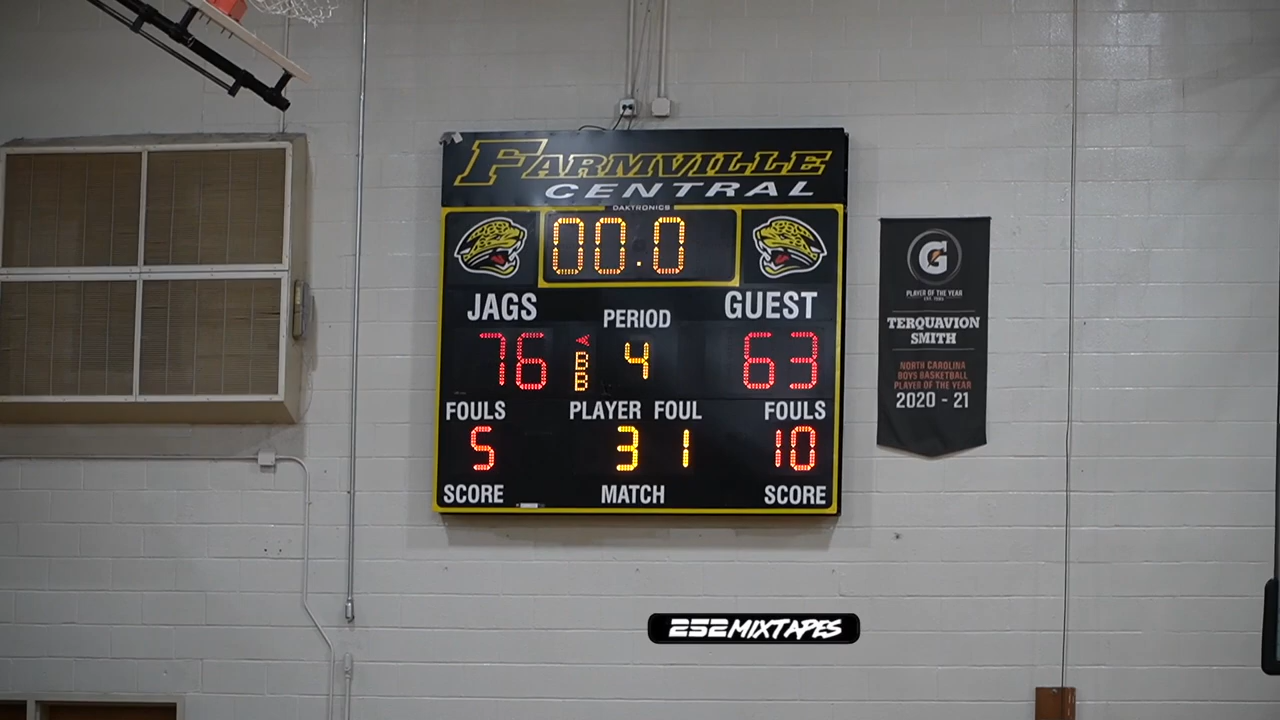 FARMVILLE
CENTRAL
DAKTRONICS
00.0
JAGS
PERIOD
GUEST
76
B
B
4
63
FOULS
PLAYER FOUL
FOULS
5
3 1
10
SCORE
MATCH
SCORE
G
PLAYER OF THE YEAR
TERQUAVION
SMITH
NORTH CAROLINA
BOYS BASKETBALL
PLAYER OF THE YEAR
2020 - 21
252MIXTAPES